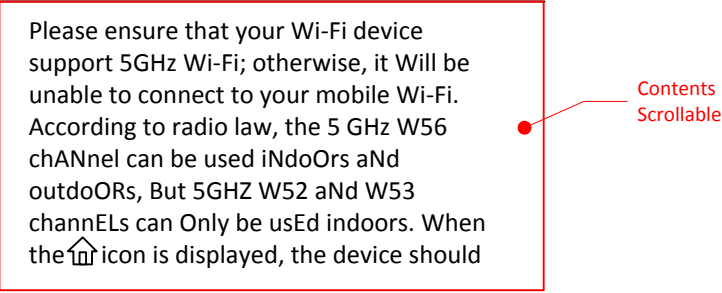 Please ensure that your Wi-Fi device
support 5GHz Wi-Fi; otherwise, it Will be
unable to connect to your mobile Wi-Fi.
According to radio law, the 5 GHz W56
chANnel can be used iNdoOrs aNd
outdoORs, But 5GHZ W52 aNd W53
channELs can Only be usEd indoors. When
the icon is displayed, the device should
Contents
Scrollable